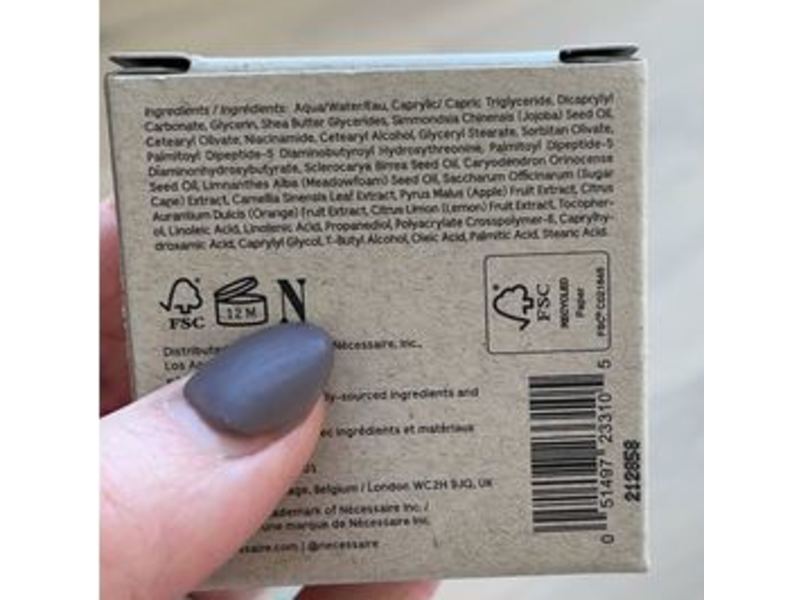 Ingredients / Ingrédients: Aqua/Water/Eau, Caprylic/ Capric Triglyceride, Dicaprylyl
Carbonate, Glycerin, Shea Butter Glycerides, Simmondsia Chinensis (Jojoba) Seed Oil,
Cetearyl Olivate, Niacinamide, Cetearyl Alcohol, Glyceryl Stearate, Sorbitan Olivate,
Palmitoyl Dipeptide-5 Diaminobutyroyl Hydroxythreonine, Palmitoyl Dipeptide-5
Diaminohydroxybutyrate, Sclerocarya Birrea Seed Oil, Caryodendron Orinocense
Seed Oil, Limnanthes Alba (Meadowfoam) Seed Oil, Saccharum Officinarum (Sugar
Cape) Extract, Camellia Sinensis Leaf Extract, Pyrus Malus (Apple) Fruit Extract, Citrus
Aurantium Dulcis (Orange) Fruit Extract, Citrus Limon (Lemon) Fruit Extract, Tocopher-
ol, Linoleic Acid, Linolenic Acid, Propanediol, Polyacrylate Crosspolymer-6, Caprylhy-
droxamic Acid, Caprylyl Glycol, T-Butyl Alcohol, Oleic Acid, Palmitic Acid, Stearic Acid.
FSC
12 M
N
FSC
RECYCLED
Paper
FSC® C021845
Nécessaire, Inc.,
Los
ly-sourced ingredients and
ingrédients et matériaux
Belgium / London WC2H 9JQ, UK
of Nécessaire Inc. /
une marque de Nécessaire Inc.
| @necessaire
0 51497 23310 5
212858